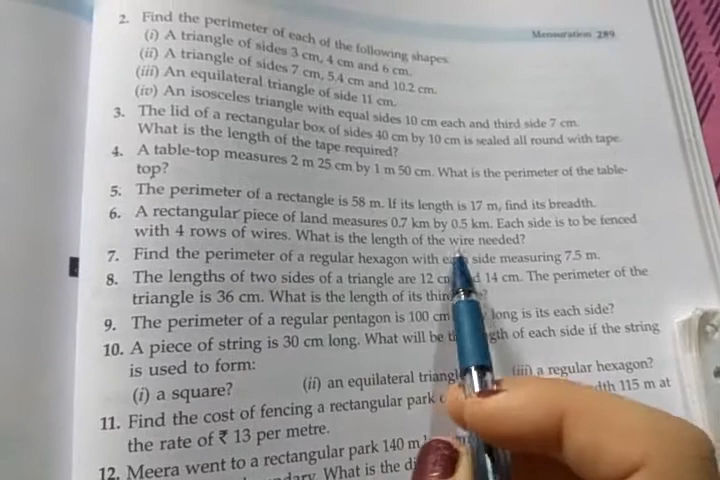 Mensuration 289
2. Find the perimeter of each of the following shapes.
(i) A triangle of sides 3 cm, 4 cm and 6 cm.
(ii) A triangle of sides 7 cm, 5.4 cm and 10.2 cm.
(iii) An equilateral triangle of side 11 cm.
(iv) An isosceles triangle with equal sides 10 cm each and third side 7 cm.
3. The lid of a rectangular box of sides 40 cm by 10 cm is sealed all round with tape.
What is the length of the tape required?
4. A table-top measures 2 m 25 cm by 1 m 50 cm. What is the perimeter of the table-
top?
5. The perimeter of a rectangle is 58 m. If its length is 17 m, find its breadth.
6. A rectangular piece of land measures 0.7 km by 0.5 km. Each side is to be fenced
with 4 rows of wires. What is the length of the wire needed?
7. Find the perimeter of a regular hexagon with side measuring 7.5 m.
8. The lengths of two sides of a triangle are 12 14 cm. The perimeter of the
triangle is 36 cm. What is the length of its ?
9. The perimeter of a regular pentagon is 100 cm long is its each side?
10. A piece of string is 30 cm long. What will be of each side if the string
is used to form:
(i) a square? (ii) an equilateral (iii) a regular hexagon?
11. Find the cost of fencing a rectangular park 115 m at
the rate of ₹ 13 per metre.
12. Meera went to a rectangular park 140 m
What is the